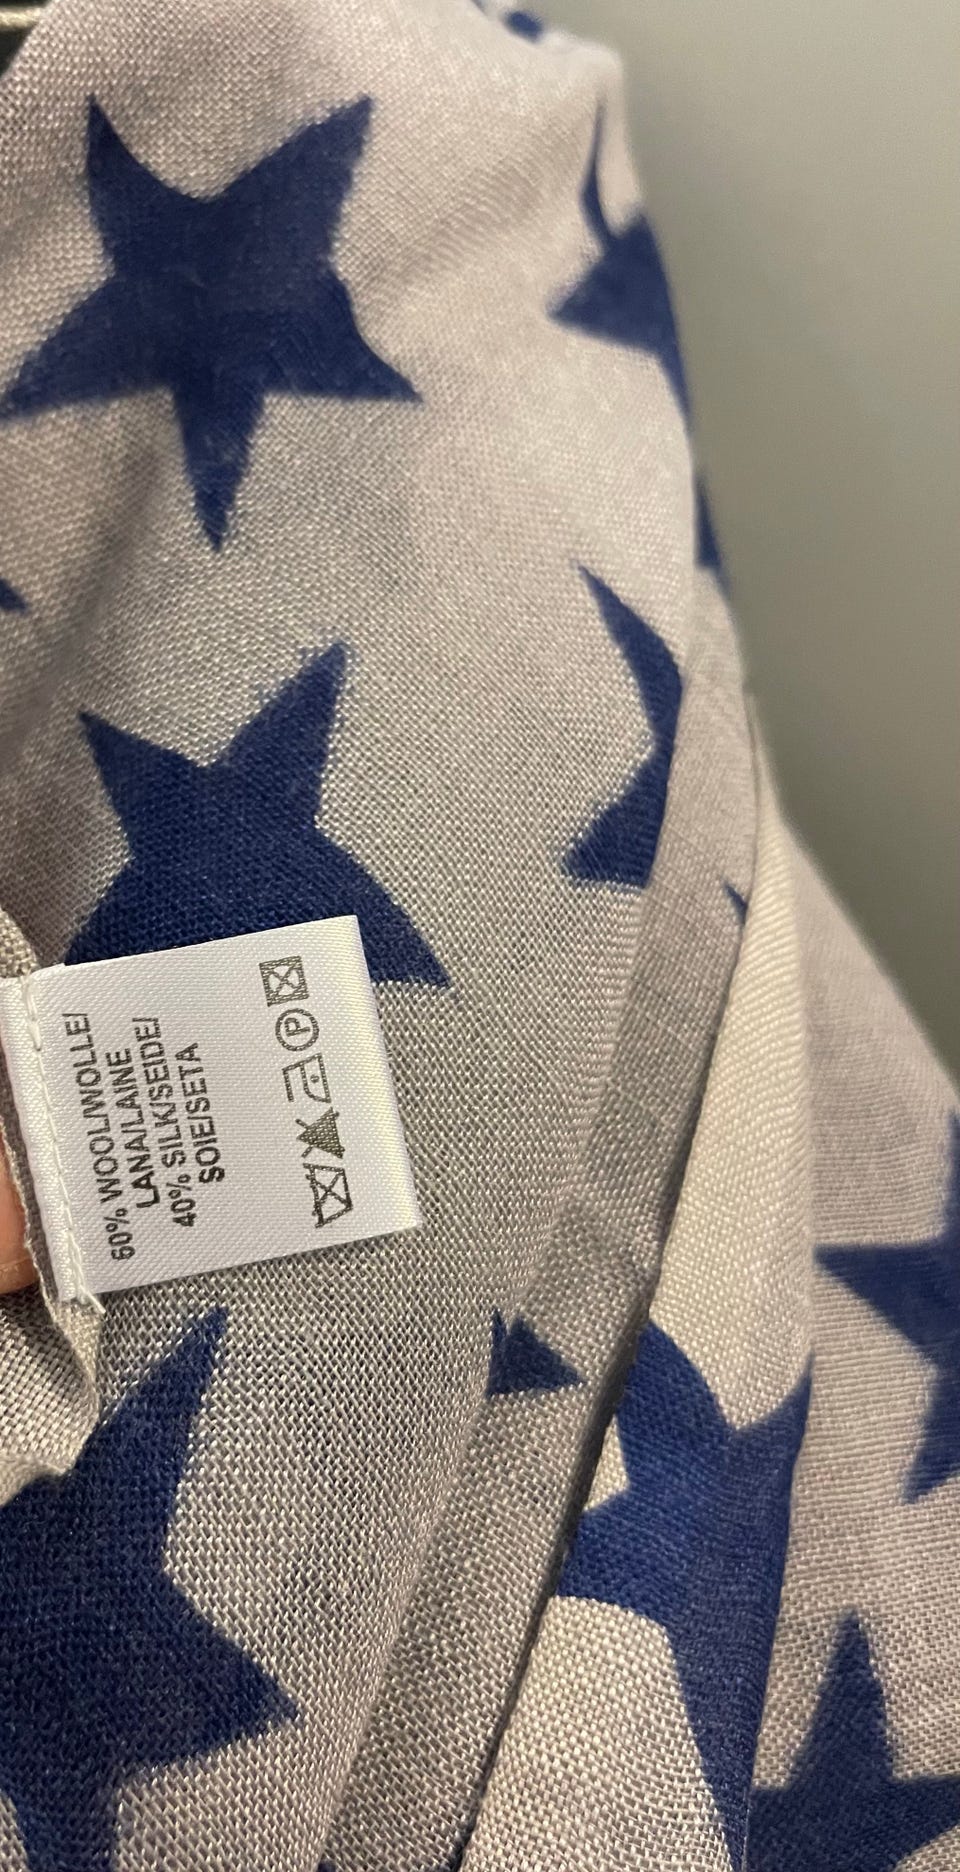 60% WOOL/WOLLE/
LANA/LAINE
40% SILK/SEIDE/
SOIE/SETA
P